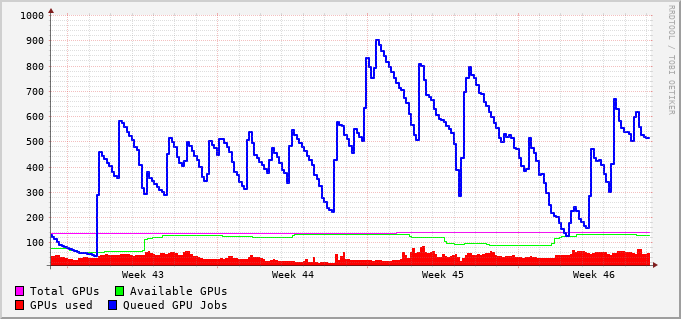 1000
900
800
700
600
500
400
300
200
100
Week 43 Week 44 Week 45 Week 46
Total GPUs Available GPUs
GPUs used Queued GPU Jobs
RRDTOOL / TOBI OETIKER